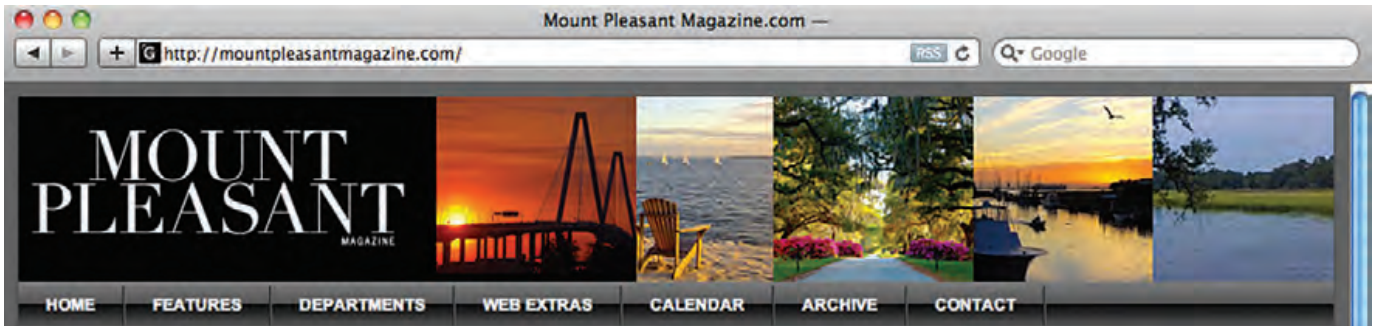 Mount Pleasant Magazine.com —
+ G http://mountpleasantmagazine.com/ RSS Google
MOUNT
PLEASANT
MAGAZINE
HOME FEATURES DEPARTMENTS WEB EXTRAS CALENDAR ARCHIVE CONTACT